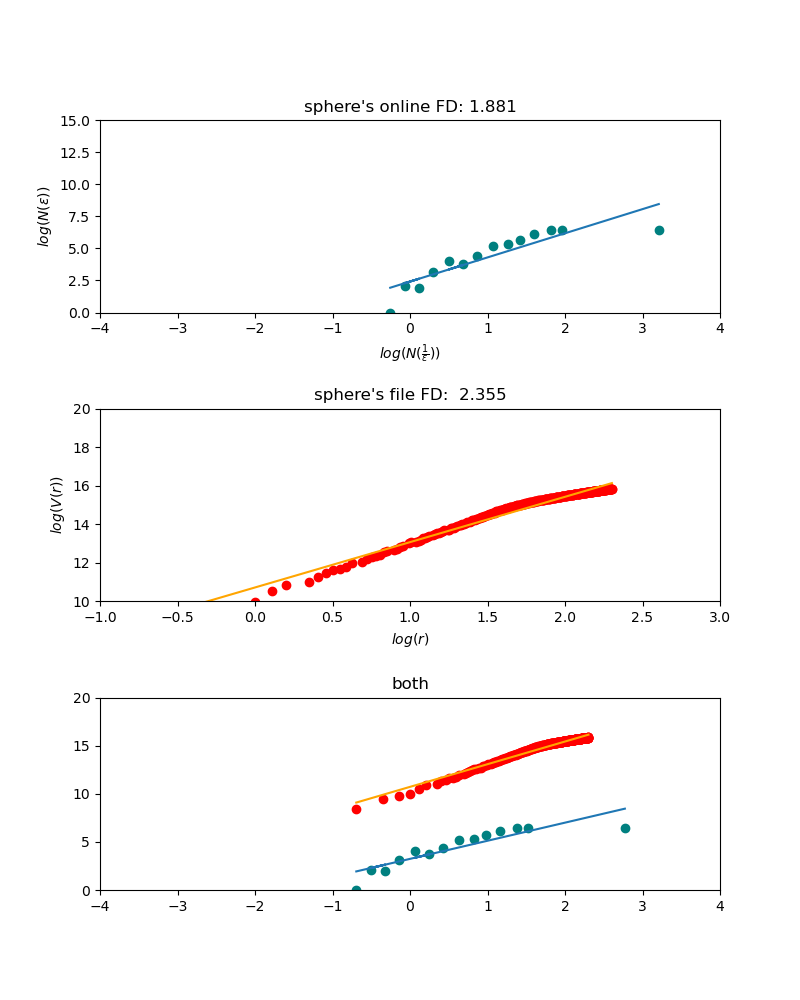 sphere's online FD: 1.881
15.0
12.5
10.0
7.5
5.0
2.5
0.0
log(N(ε))
−4 −3 −2 −1 0 1 2 3 4
log(N(1/ε))
sphere's file FD:  2.355
20
18
16
14
12
10
log(V(r))
−1.0 −0.5 0.0 0.5 1.0 1.5 2.0 2.5 3.0
log(r)
both
20
15
10
5
0
−4 −3 −2 −1 0 1 2 3 4